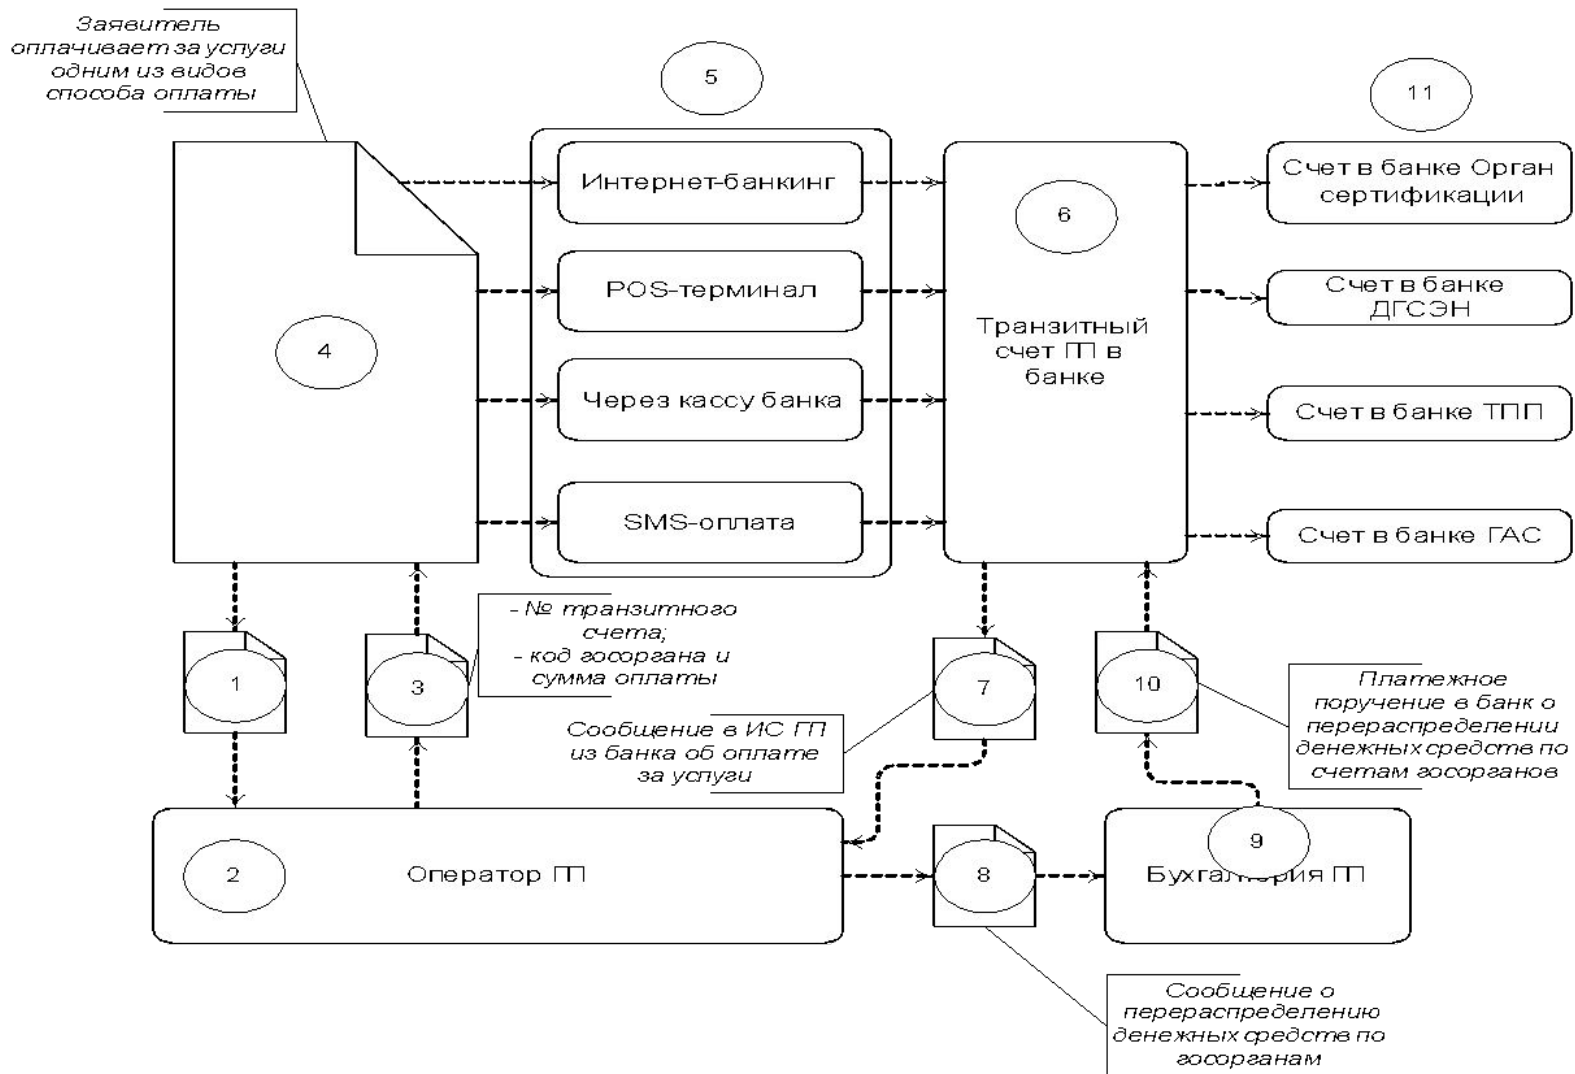 Заявитель
оплачивает за услуги
одним из видов
способа оплаты
5
11
Интернет-банкинг
Счет в банке Орган
сертификации
6
POS-терминал
Счет в банке
ДГСЭН
4
Транзитный
счет ГП в
банке
Через кассу банка
Счет в банке ТПП
SMS-оплата
Счет в банке ГАС
- № транзитного
счета;
- код госоргана и
сумма оплаты
1
3
7
10
Платежное
поручение в банк о
перераспределении
денежных средств по
счетам госорганов
Сообщение в ИС ГП
из банка об оплате
за услуги
2
Оператор ГП
8
9
Бухгалтерия ГП
Сообщение о
перераспределению
денежных средств по
госорганам